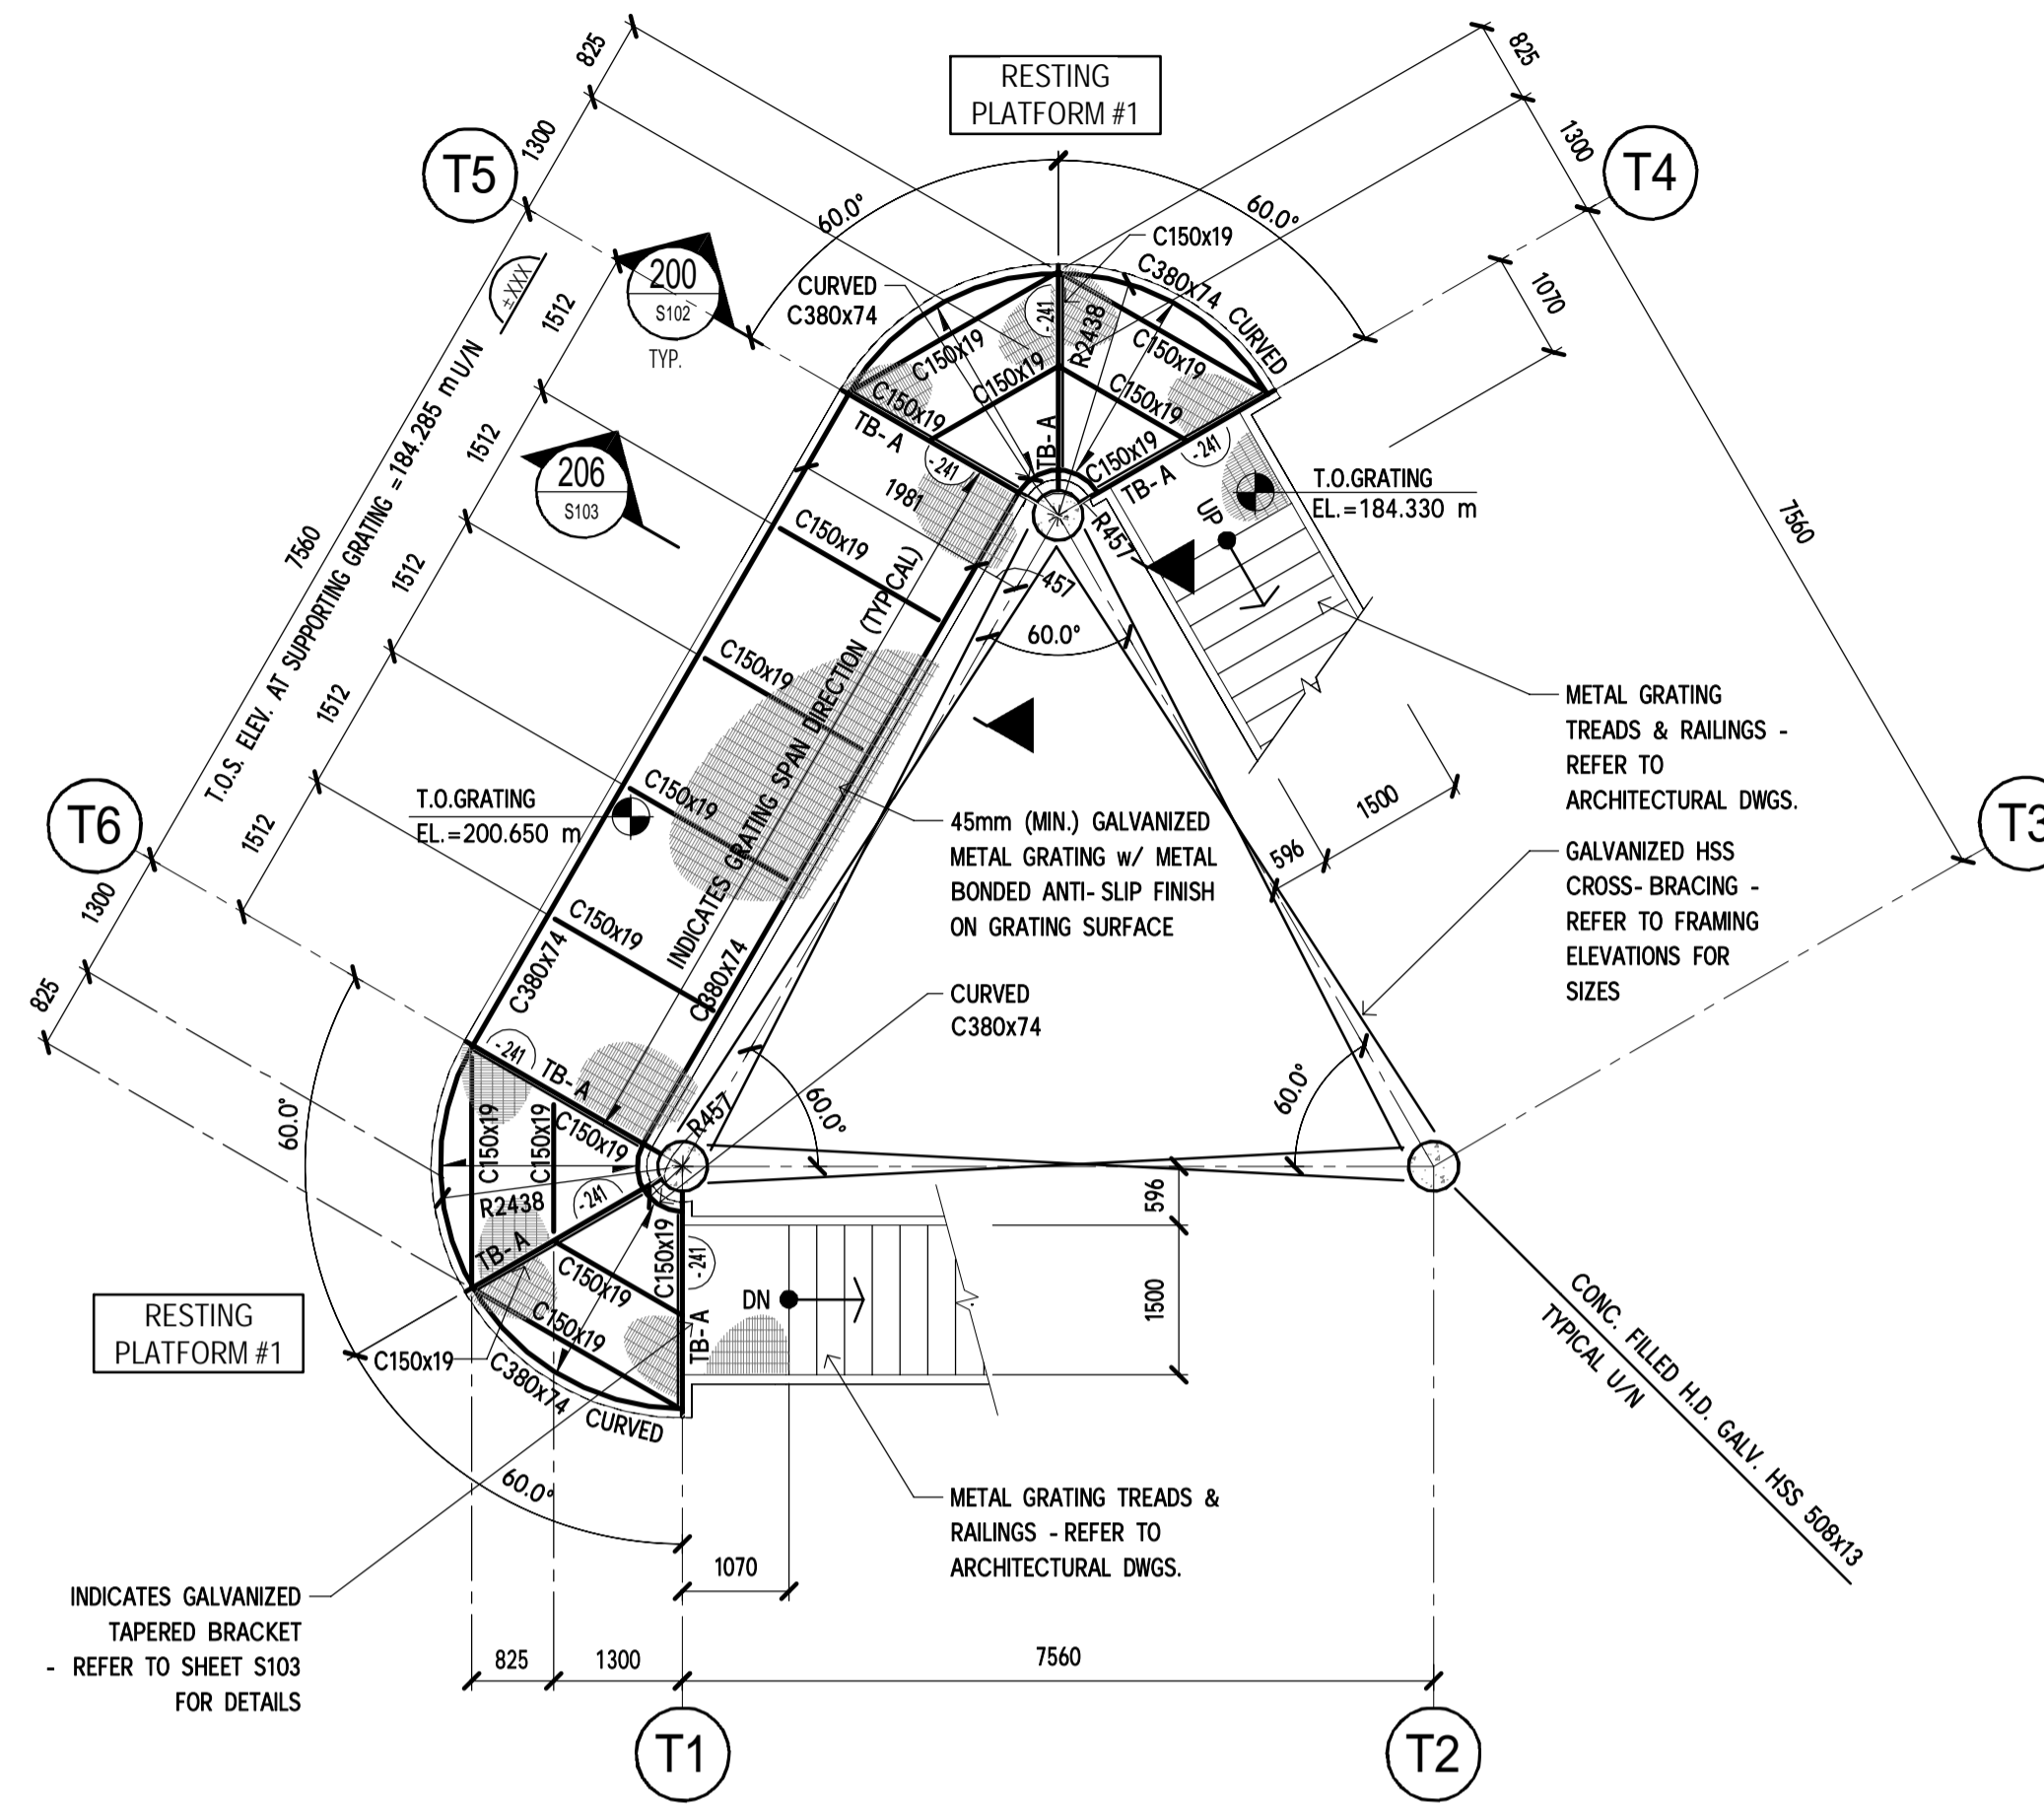 825
1300
T5
RESTING
PLATFORM #1
825
1300
T4
60.0°
60.0°
C150x19
C380x74 CURVED
CURVED
C380x74
200
S102
TYP.
±XXX
1512
1512
1512
1512
1512
7560
T.O.S. ELEV. AT SUPPORTING GRATING =184.285 m U/N
206
S103
-241
R2438
C150x19
C150x19
C150x19
C150x19
C150x19
C150x19
TB-A
TB-A
TB-A
-241
-241
1070
T.O.GRATING
EL.=184.330 m
UP
R457
1981
457
60.0°
7560
C150x19
C150x19
C150x19
C150x19
INDICATES GRATING SPAN DIRECTION (TYPICAL)
C380x74
C380x74
T.O.GRATING
EL.=200.650 m
METAL GRATING
TREADS & RAILINGS -
REFER TO
ARCHITECTURAL DWGS.
45mm (MIN.) GALVANIZED
METAL GRATING w/ METAL
BONDED ANTI-SLIP FINISH
ON GRATING SURFACE
GALVANIZED HSS
CROSS-BRACING -
REFER TO FRAMING
ELEVATIONS FOR
SIZES
1500
596
T3
T6
1300
825
CURVED
C380x74
60.0°
60.0°
60.0°
-241
TB-A
C150x19
C150x19
C150x19
R457
R2438
-241
TB-A
C150x19
C150x19
C150x19
-241
TB-A
DN
596
1500
RESTING
PLATFORM #1
C150x19
C380x74 CURVED
60.0°
CONC. FILLED H.D. GALV. HSS 508x13
TYPICAL U/N
METAL GRATING TREADS &
RAILINGS - REFER TO
ARCHITECTURAL DWGS.
1070
INDICATES GALVANIZED
TAPERED BRACKET
- REFER TO SHEET S103
FOR DETAILS
825
1300
7560
T1
T2